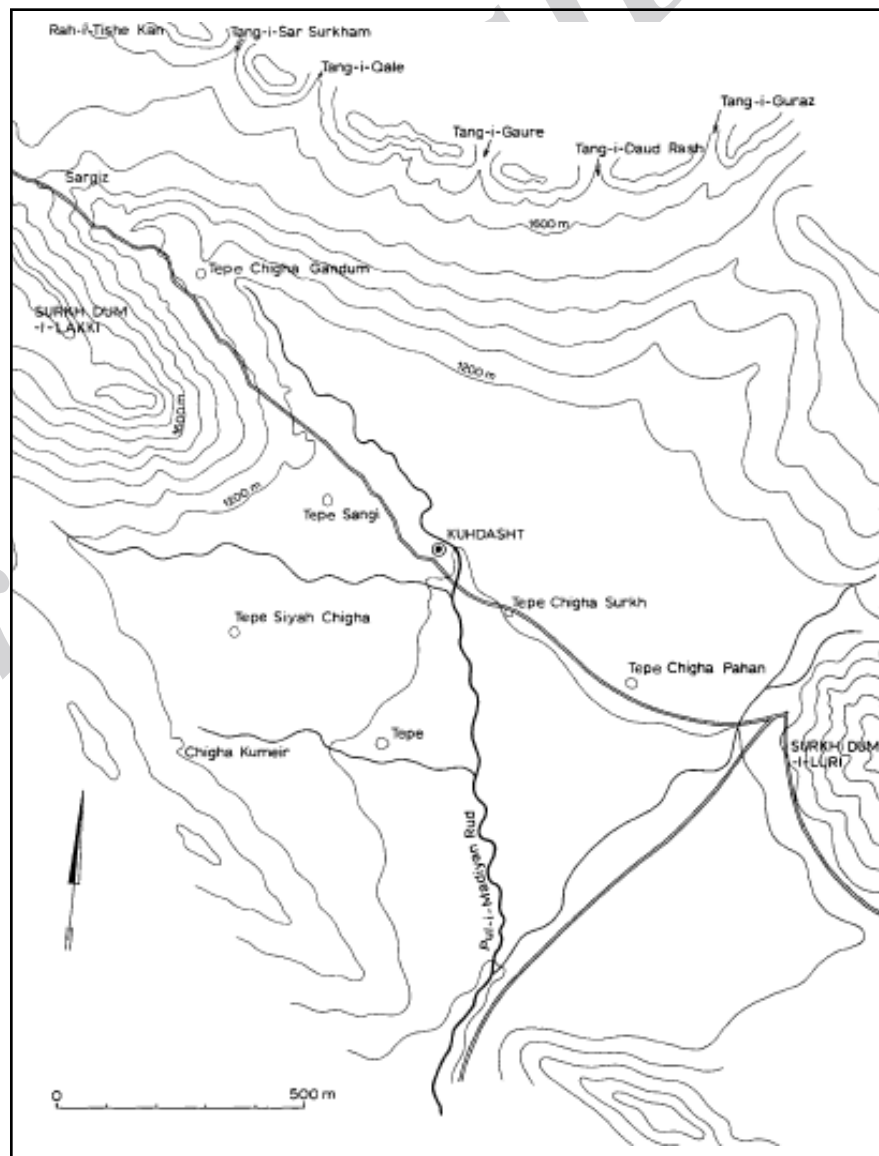 Rah-i-Tishe Kan
Tang-i-Sar Surkham
Tang-i-Qale
Tang-i-Guraz
Tang-i-Gaure
Tang-i-Daud Rash
Sargiz
1600 m
Tepe Chigha Gandum
SURKH DUM
-I-LAKKI
1200 m
1600 m
1200 m
Tepe Sangi
KUHDASHT
Tepe Chigha Surkh
Tepe Siyah Chigha
Tepe Chigha Pahan
Tepe
Chigha Kumeir
SURKH DUM
-I-LURI
Pul-i-Madiyan Rud
0
500 m